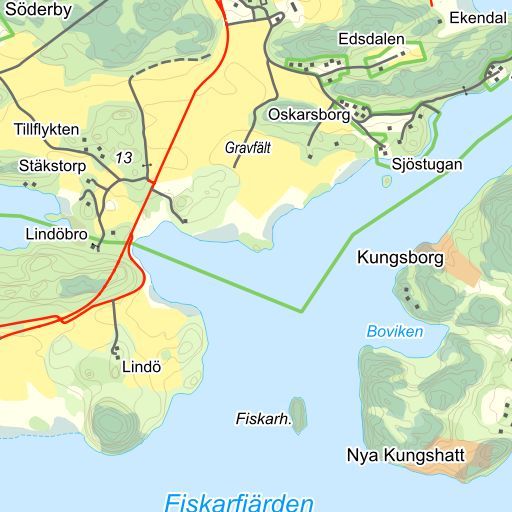 Söderby
Ekendal
Edsdalen
Oskarsborg
Tillflykten
13
Gravfält
Stäkstorp
Sjöstugan
Lindöbro
Kungsborg
Boviken
Lindö
Fiskarh.
Nya Kungshatt
Fiskarfjärden